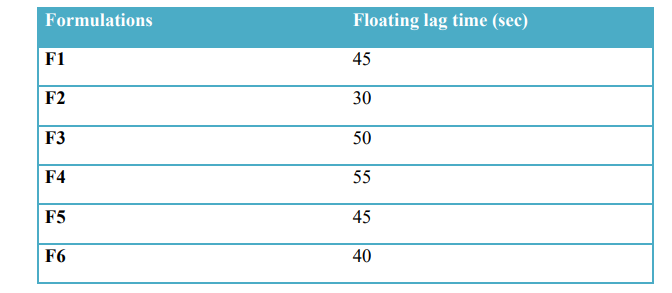 Formulations Floating lag time (sec)
F1 45
F2 30
F3 50
F4 55
F5 45
F6 40